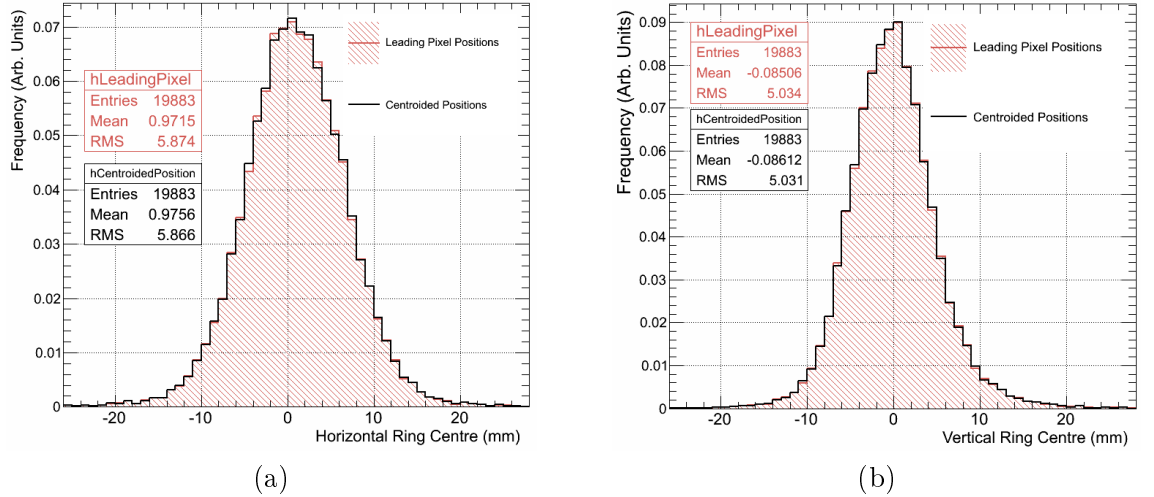 Frequency (Arb. Units)
0.07
0.06
0.05
0.04
0.03
0.02
0.01
0
hLeadingPixel
Entries 19883
Mean 0.9715
RMS 5.874
hCentroidedPosition
Entries 19883
Mean 0.9756
RMS 5.866
Leading Pixel Positions
Centroided Positions
-20 -10 0 10 20
Horizontal Ring Centre (mm)
(a)
Frequency (Arb. Units)
0.09
0.08
0.07
0.06
0.05
0.04
0.03
0.02
0.01
0
hLeadingPixel
Entries 19883
Mean -0.08506
RMS 5.034
hCentroidedPosition
Entries 19883
Mean -0.08612
RMS 5.031
Leading Pixel Positions
Centroided Positions
-20 -10 0 10 20
Vertical Ring Centre (mm)
(b)